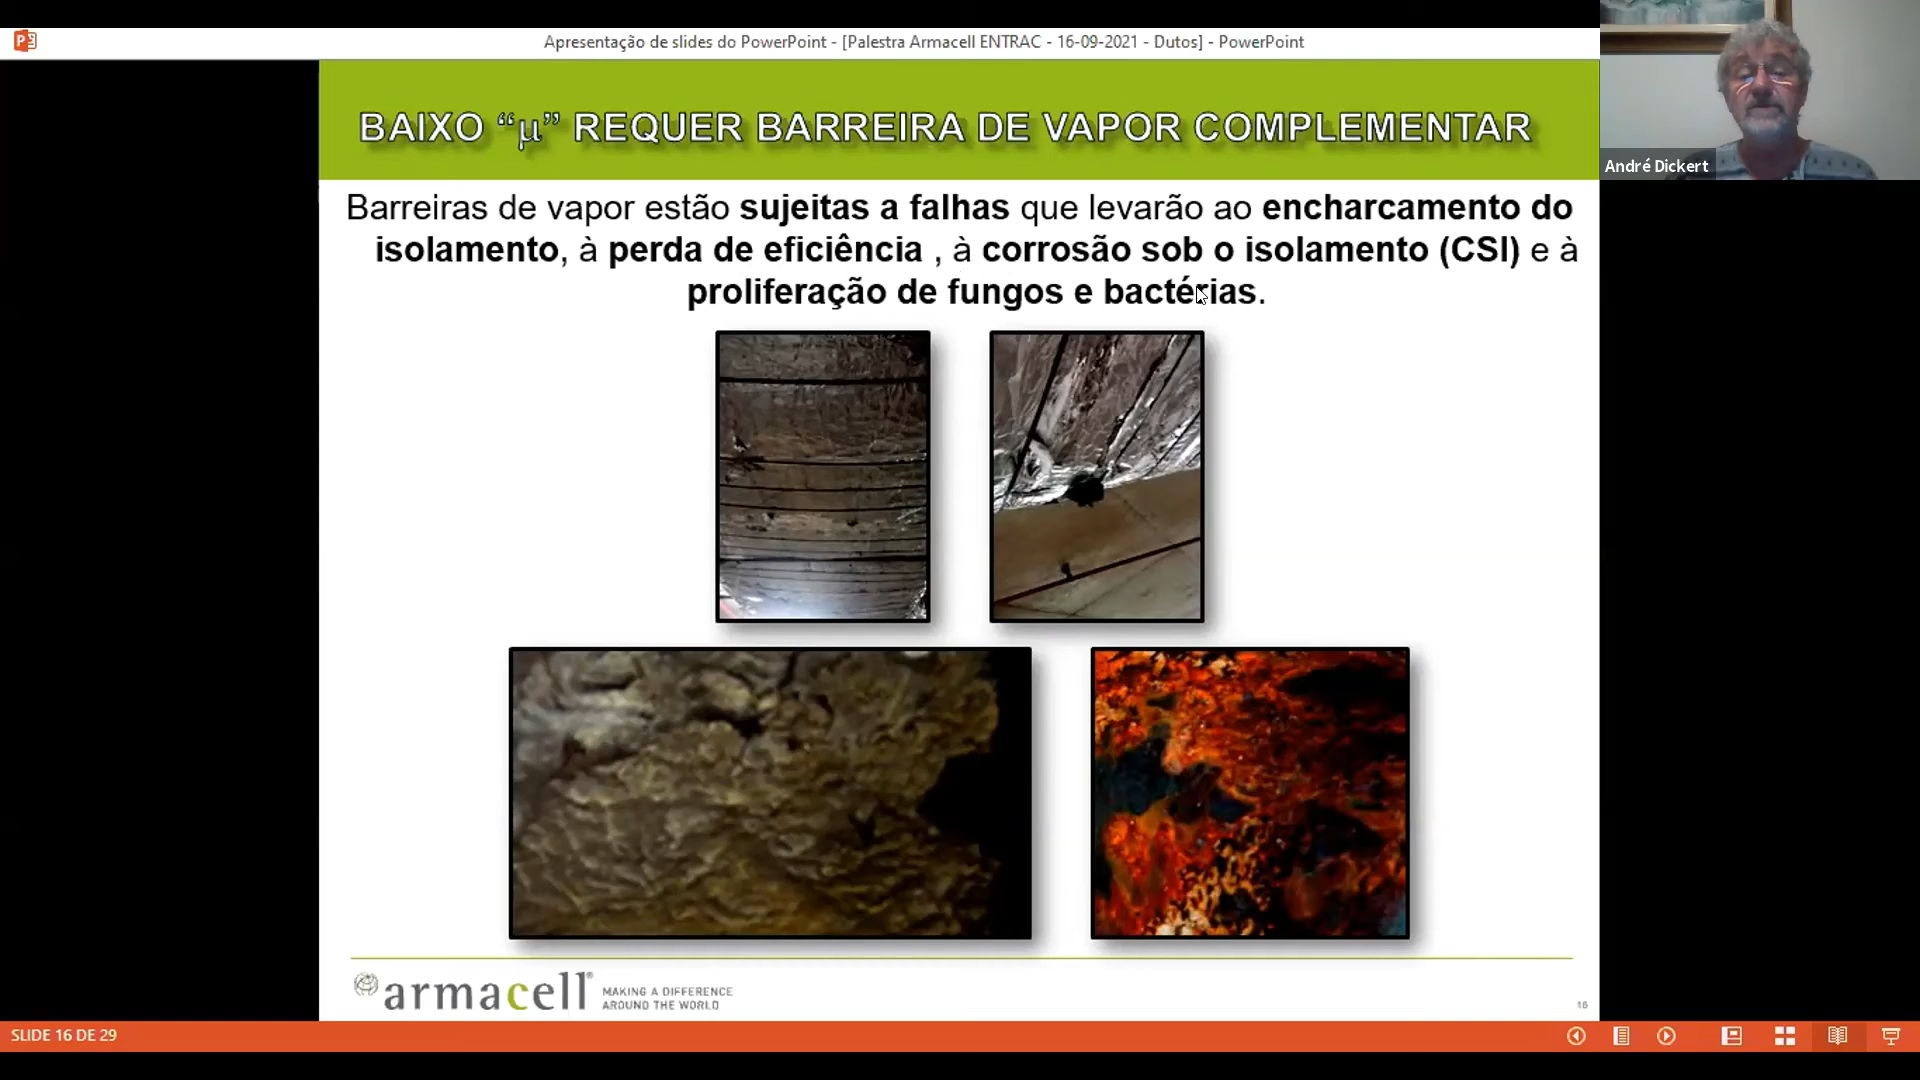 Apresentação de slides do PowerPoint - [Palestra Armacell ENTRAC - 16-09-2021 - Dutos] - PowerPoint
BAIXO “μ” REQUER BARREIRA DE VAPOR COMPLEMENTAR
André Dickert
Barreiras de vapor estão sujeitas a falhas que levarão ao encharcamento do
isolamento, à perda de eficiência , à corrosão sob o isolamento (CSI) e à
proliferação de fungos e bactérias.
armacell®
MAKING A DIFFERENCE
AROUND THE WORLD
16
SLIDE 16 DE 29